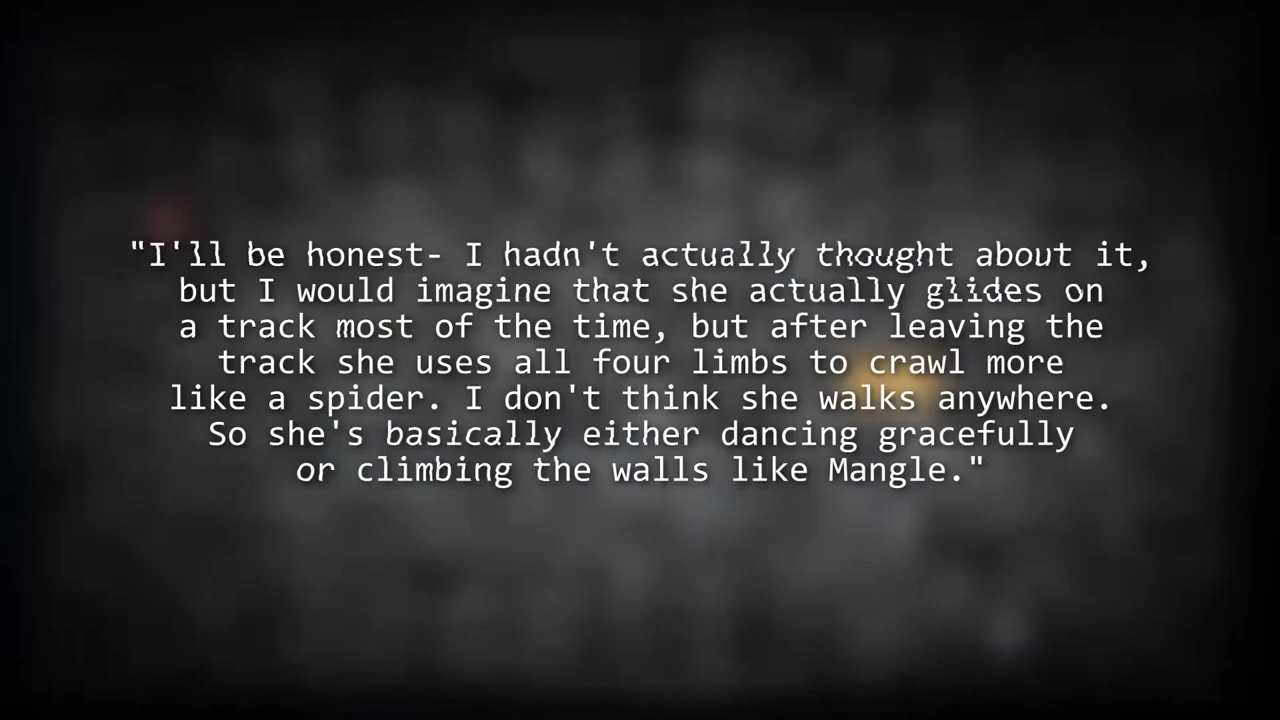 "I'll be honest- I hadn't actually thought about it,
but I would imagine that she actually glides on
a track most of the time, but after leaving the
track she uses all four limbs to crawl more
like a spider. I don't think she walks anywhere.
So she's basically either dancing gracefully
or climbing the walls like Mangle."